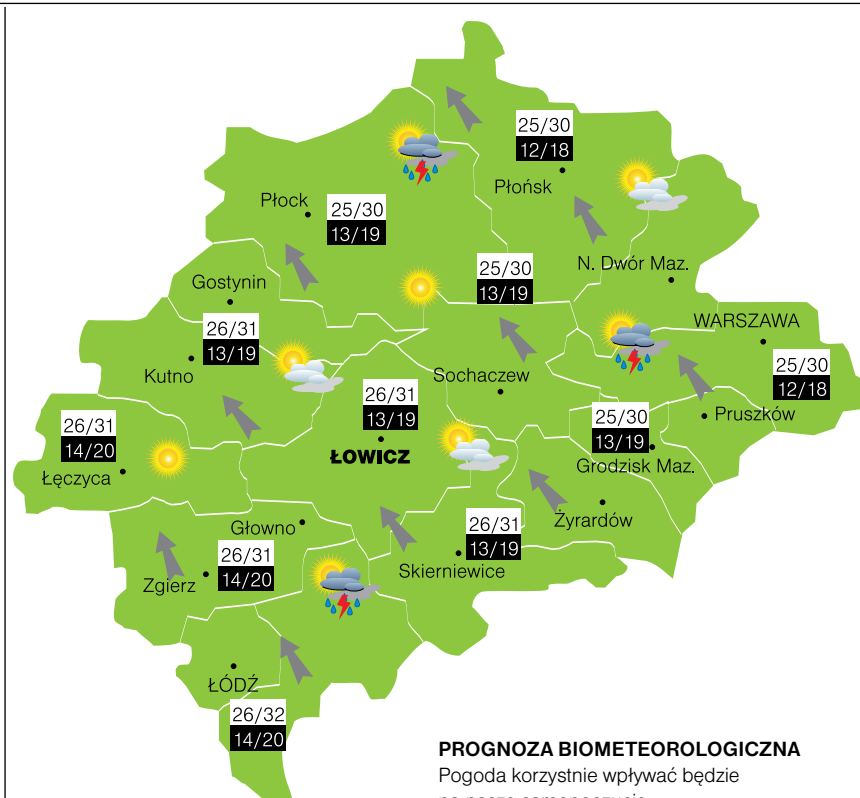 25/30
12/18
Płońsk
Płock
25/30
13/19
N. Dwór Maz.
25/30
13/19
Gostynin
WARSZAWA
26/31
13/19
Kutno
25/30
12/18
Sochaczew
26/31
13/19
ŁOWICZ
Pruszków
26/31
14/20
Łęczyca
25/30
13/19
Grodzisk Maz.
Żyrardów
Głowno
26/31
13/19
Skierniewice
26/31
14/20
Zgierz
ŁÓDŹ
26/32
14/20
PROGNOZA BIOMETEOROLOGICZNA
Pogoda korzystnie wpływać będzie
na nasze samopoczucie